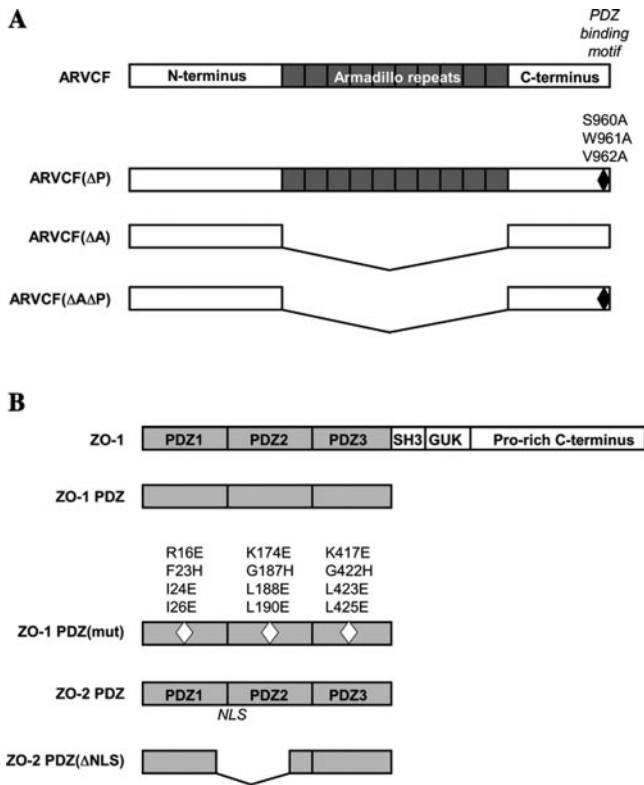 A
PDZ
binding
motif
ARVCF
N-terminus
Armadillo repeats
C-terminus
S960A
W961A
V962A
ARVCF(ΔP)
ARVCF(ΔA)
ARVCF(ΔAΔP)
B
ZO-1
PDZ1
PDZ2
PDZ3
SH3
GUK
Pro-rich C-terminus
ZO-1 PDZ
R16E K174E K417E
F23H G187H G422H
I24E L188E L423E
I26E L190E L425E
ZO-1 PDZ(mut)
ZO-2 PDZ
PDZ1
PDZ2
PDZ3
NLS
ZO-2 PDZ(ΔNLS)